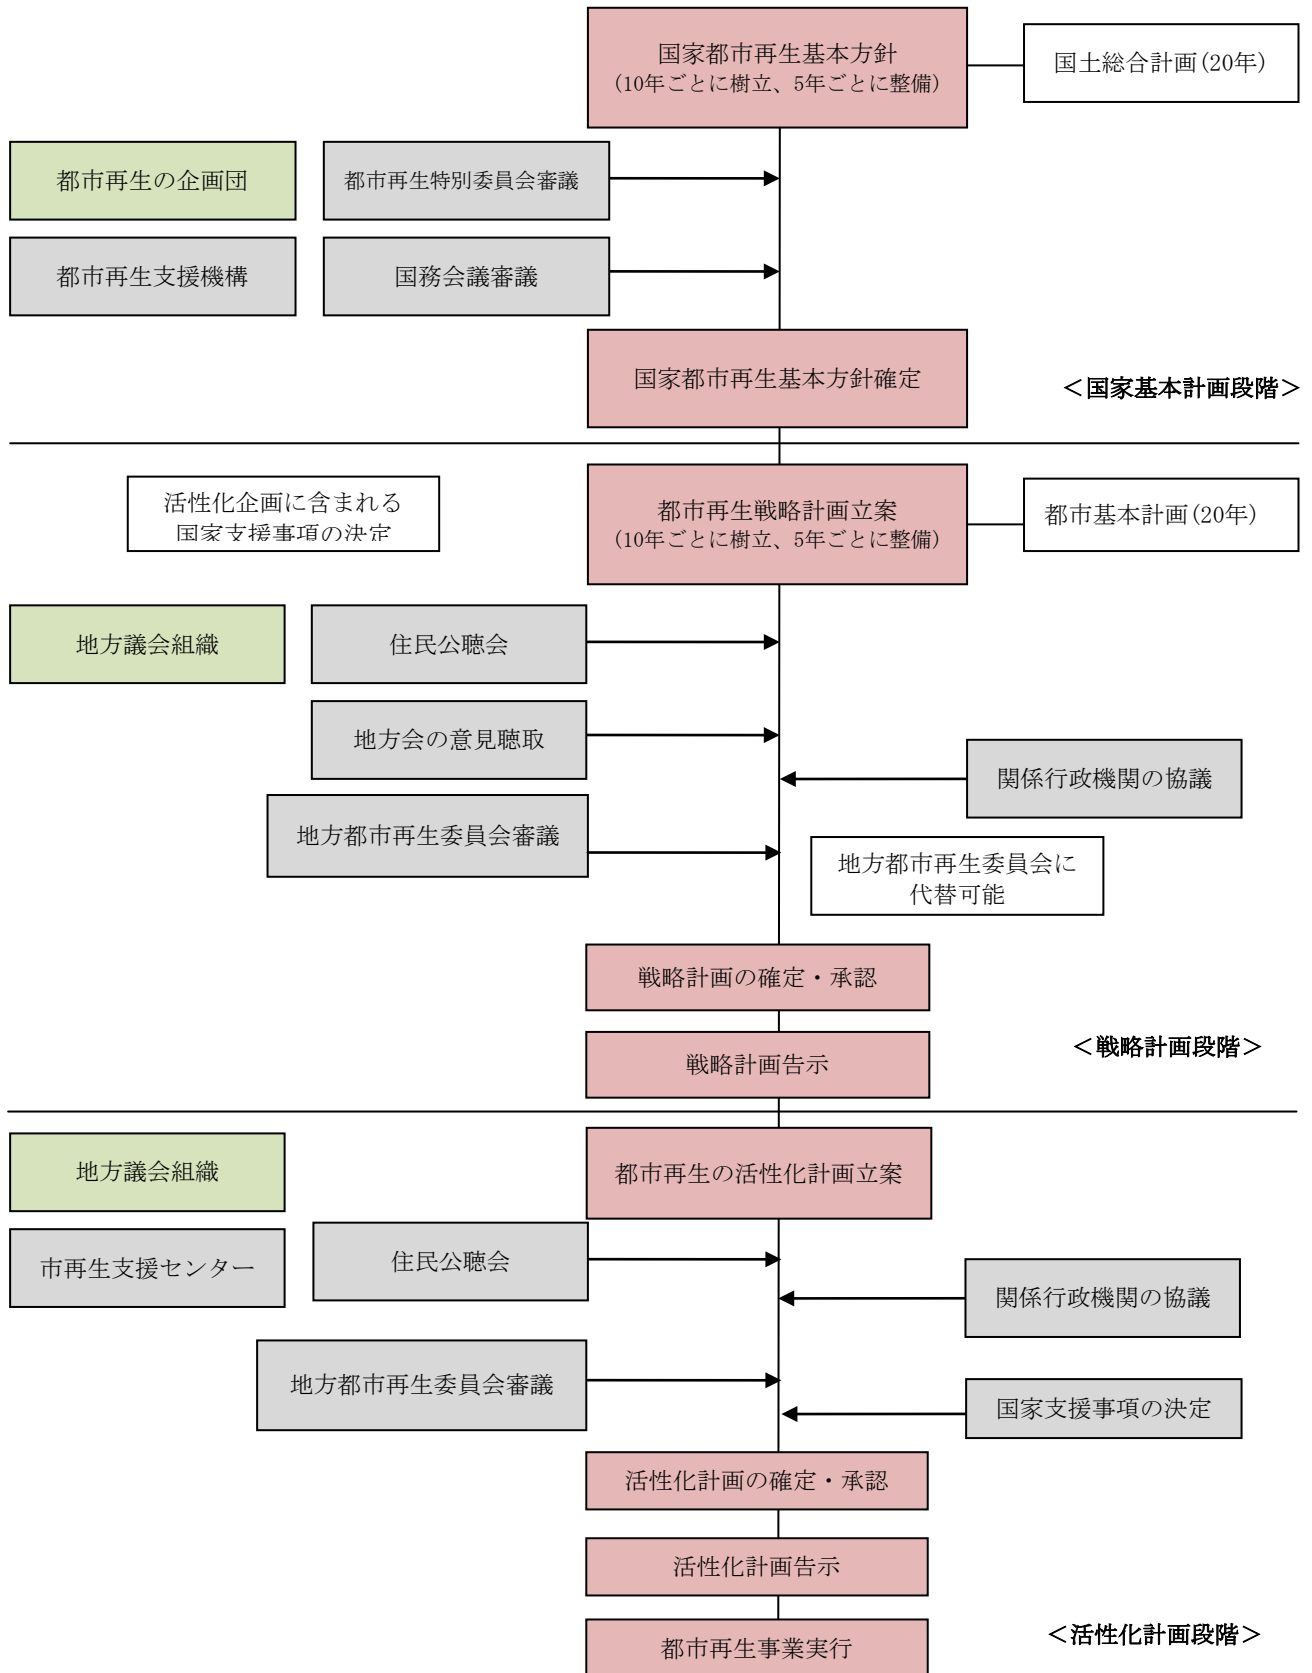 国家都市再生基本方針
(10年ごとに樹立、5年ごとに整備)
国土総合計画(20年)
都市再生の企画団
都市再生特別委員会審議
都市再生支援機構
国務会議審議
国家都市再生基本方針確定
＜国家基本計画段階＞
活性化企画に含まれる
国家支援事項の決定
都市再生戦略計画立案
(10年ごとに樹立、5年ごとに整備)
都市基本計画(20年)
地方議会組織
住民公聴会
地方会の意見聴取
関係行政機関の協議
地方都市再生委員会審議
地方都市再生委員会に
代替可能
戦略計画の確定・承認
＜戦略計画段階＞
戦略計画告示
地方議会組織
都市再生の活性化計画立案
市再生支援センター
住民公聴会
関係行政機関の協議
地方都市再生委員会審議
国家支援事項の決定
活性化計画の確定・承認
活性化計画告示
都市再生事業実行
＜活性化計画段階＞